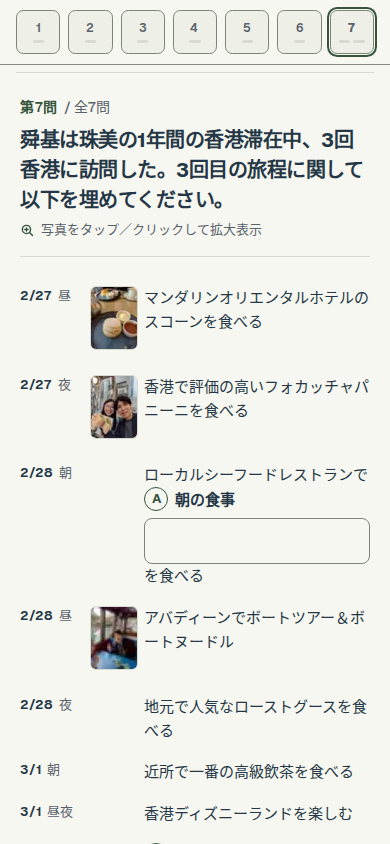 1
2
3
4
5
6
7
第7問 / 全7問
舜基は珠美の1年間の香港滞在中、3回
香港に訪問した。3回目の旅程に関して
以下を埋めてください。
写真をタップ／クリックして拡大表示
2/27 昼
マンダリンオリエンタルホテルの
スコーンを食べる
2/27 夜
香港で評価の高いフォカッチャパ
ニーニを食べる
2/28 朝
ローカルシーフードレストランで
A 朝の食事
を食べる
2/28 昼
アバディーンでボートツアー＆ボ
ートヌードル
2/28 夜
地元で人気なローストグースを食
べる
3/1 朝
近所で一番の高級飲茶を食べる
3/1 昼夜
香港ディズニーランドを楽しむ